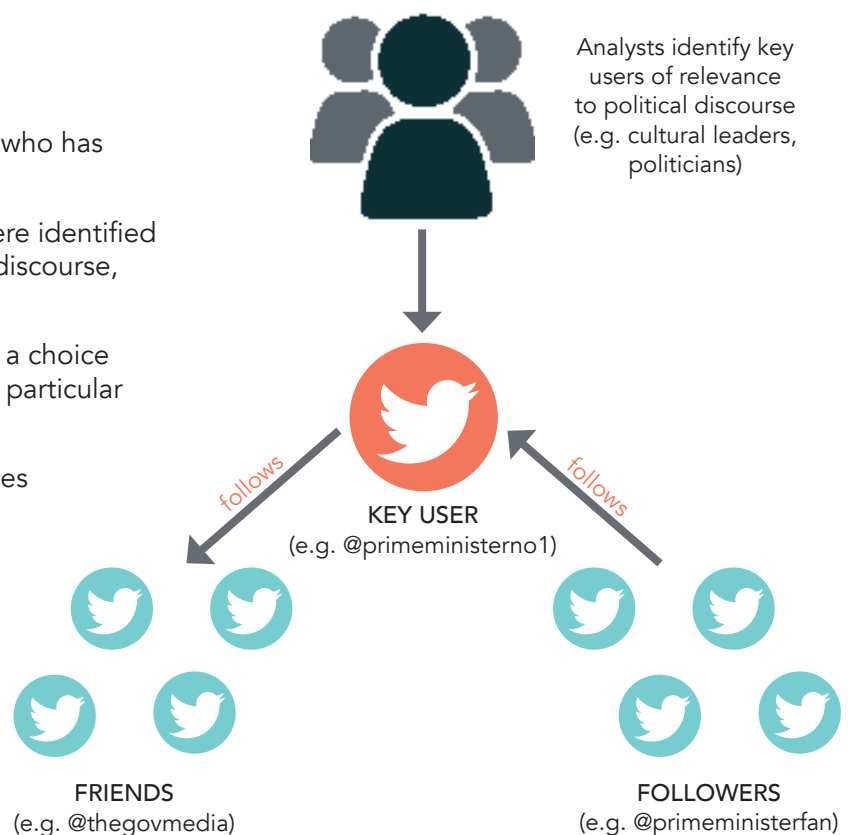 Analysts identify key
users of relevance
to political discourse
(e.g. cultural leaders,
politicians)
who has
ere identified
discourse,
a choice
particular
es
follows
follows
KEY USER
(e.g. @primeministerno1)
FRIENDS
(e.g. @thegovmedia)
FOLLOWERS
(e.g. @primeministerfan)